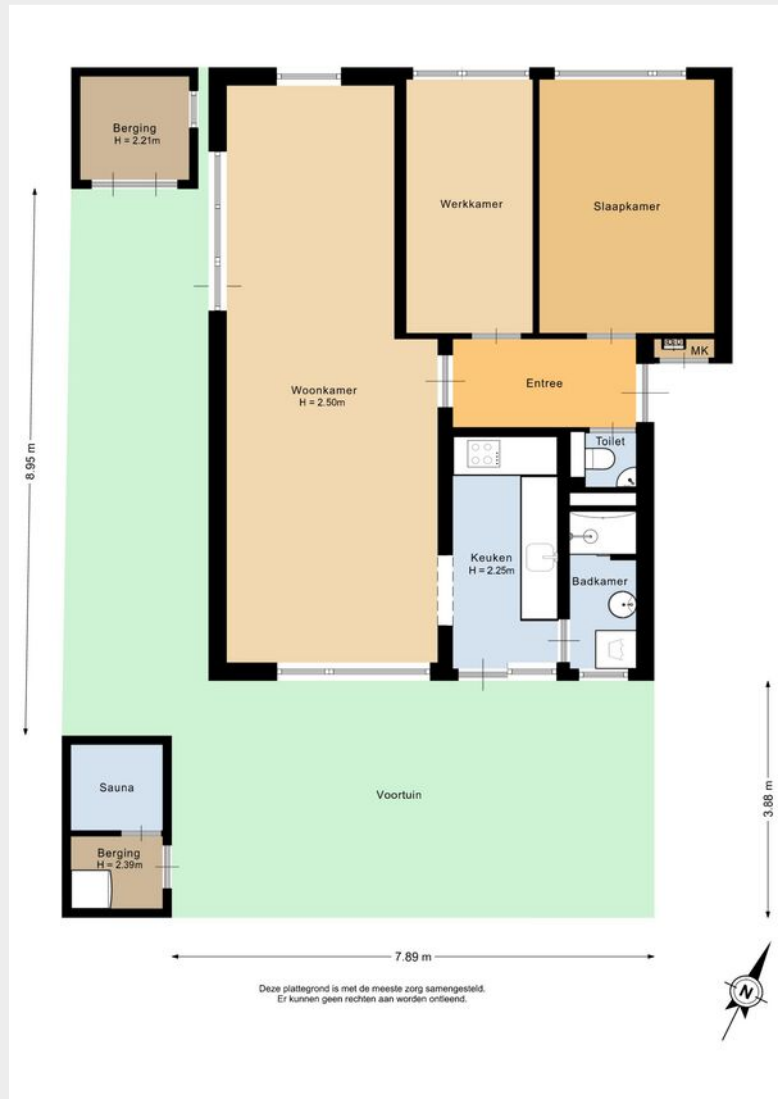 Berging
H = 2.21m
Werkkamer
Slaapkamer
MK
Entree
Woonkamer
H = 2.50m
Toilet
8.95 m
Keuken
H = 2.25m
Badkamer
Sauna
Voortuin
3.88 m
Berging
H = 2.39m
7.89 m
Deze plattegrond is met de meeste zorg samengesteld.
Er kunnen geen rechten aan worden ontleend.
N